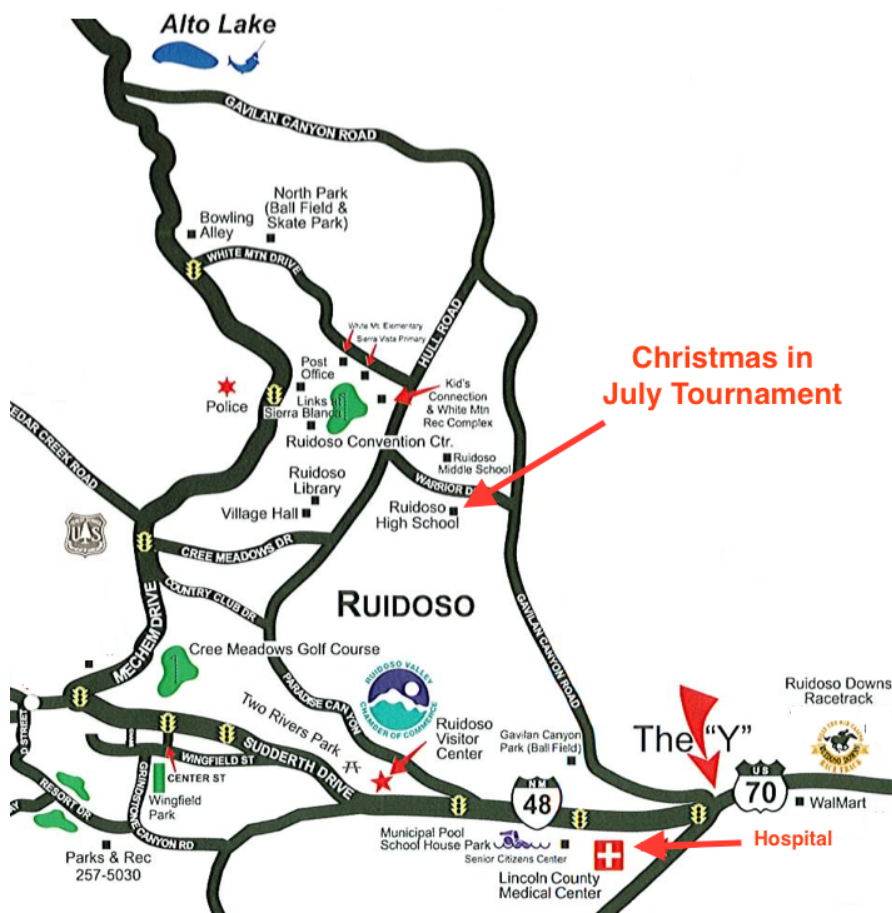 Alto Lake
GAVILAN CANYON ROAD
North Park
(Ball Field &
Skate Park)
Bowling
Alley
WHITE MTN DRIVE
HULL ROAD
White Mt. Elementary
Sierra Vista Primary
Post
Office
Police
Links at
Sierra Blanca
Kid's
Connection
& White Mtn
Rec Complex
Christmas in
July Tournament
Ruidoso Convention Ctr.
Ruidoso
Middle School
WARRIOR D
Ruidoso
Library
Village Hall
Ruidoso
High School
EDAR CREEK ROAD
U S
CREE MEADOWS DR
COUNTRY CLUB DR
RUIDOSO
MECHEM DRIVE
Cree Meadows Golf Course
PARADISE CANYON
RUIDOSO VALLEY
CHAMBER OF COMMERCE
GAVILAN CANYON ROAD
Ruidoso Downs
Racetrack
RUIDOSO DOWNS
RACE TRACK
Two Rivers Park
Ruidoso
Visitor
Center
Gavilan Canyon
Park (Ball Field)
The "Y"
D STREET
SUDDERTH DRIVE
WINGFIELD ST
CENTER ST
NM
48
US
70
WalMart
RESORT DR
GRINDSTONE CANYON RD
Wingfield
Park
Municipal Pool
School House Park
Senior Citizens Center
Hospital
Parks & Rec
257-5030
Lincoln County
Medical Center